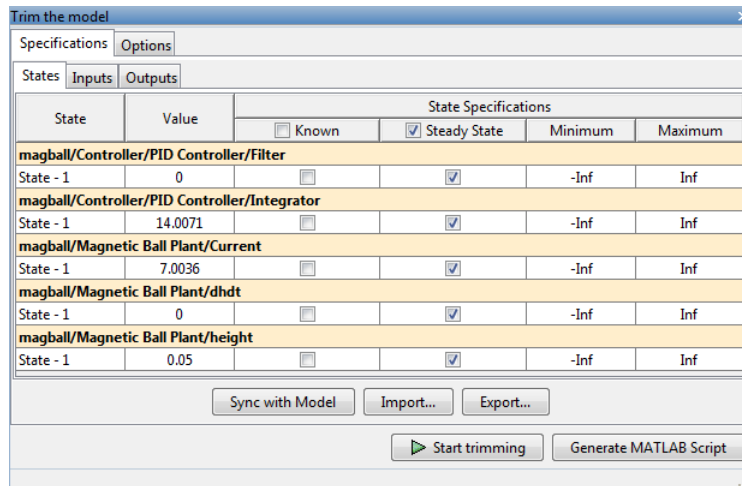 Trim the model
Specifications Options
States Inputs Outputs
State Value State Specifications
Known Steady State Minimum Maximum
magball/Controller/PID Controller/Filter
State - 1 0 -Inf Inf
magball/Controller/PID Controller/Integrator
State - 1 14.0071 -Inf Inf
magball/Magnetic Ball Plant/Current
State - 1 7.0036 -Inf Inf
magball/Magnetic Ball Plant/dhdt
State - 1 0 -Inf Inf
magball/Magnetic Ball Plant/height
State - 1 0.05 -Inf Inf
Sync with Model Import... Export...
Start trimming Generate MATLAB Script